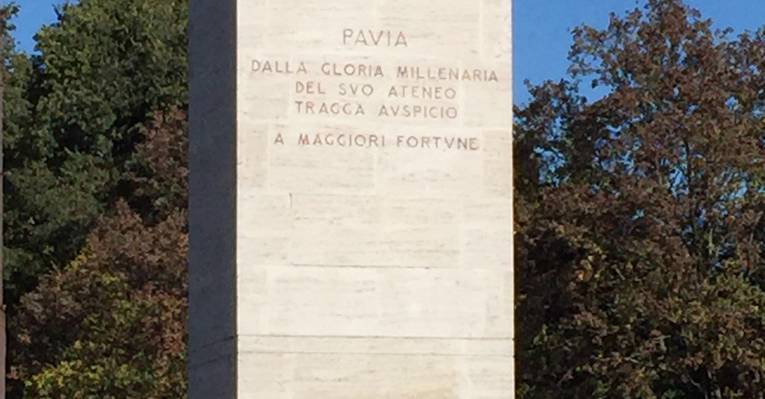 PAVIA
DALLA GLORIA MILLENARIA
DEL SVO ATENEO
TRAGGA AVSPICIO
A MAGGIORI FORTVNE